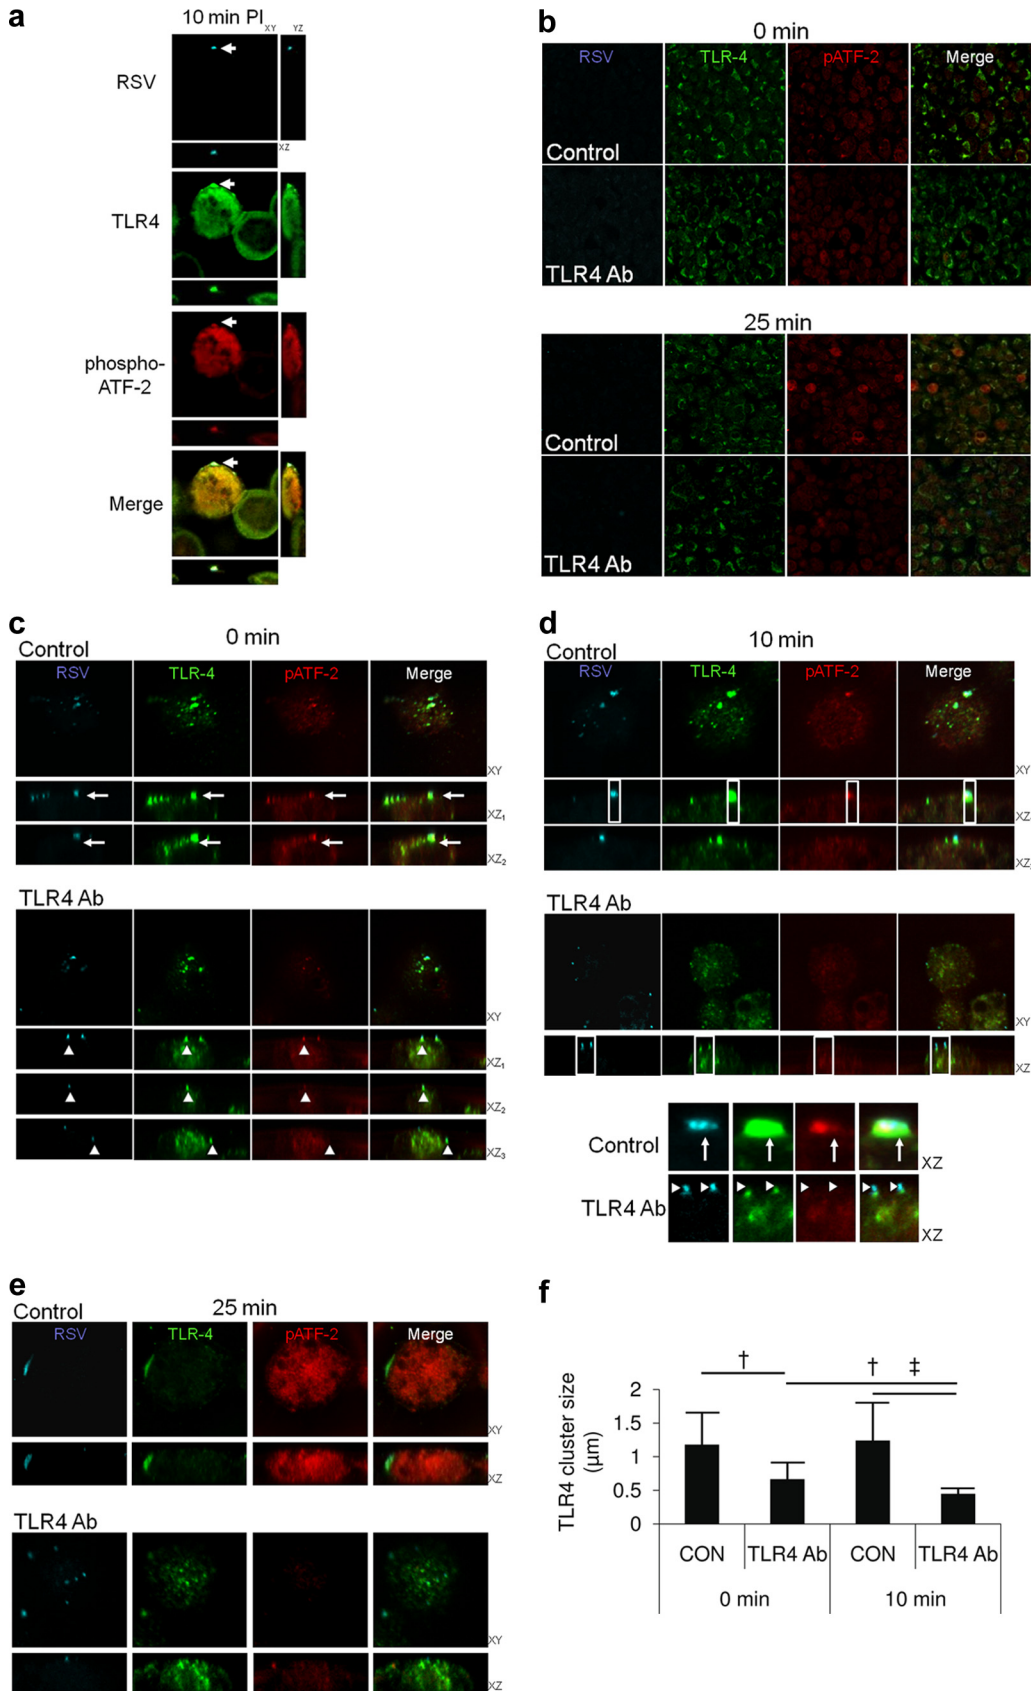 a
10 min PI
XY
YZ
RSV
XZ
TLR4
phospho-
ATF-2
Merge
b
0 min
RSV
TLR-4
pATF-2
Merge
Control
TLR4 Ab
25 min
Control
TLR4 Ab
c
0 min
Control
RSV
TLR-4
pATF-2
Merge
XY
XZ₁
XZ₂
TLR4 Ab
XY
XZ₁
XZ₂
XZ₃
d
10 min
Control
RSV
TLR-4
pATF-2
Merge
XY
XZ
XZ
TLR4 Ab
XY
XZ
Control
XZ
TLR4 Ab
XZ
e
25 min
Control
RSV
TLR-4
pATF-2
Merge
XY
XZ
TLR4 Ab
XY
XZ
f
† † ‡
TLR4 cluster size
(μm)
2
1.5
1
0.5
0
CON TLR4 Ab CON TLR4 Ab
0 min 10 min